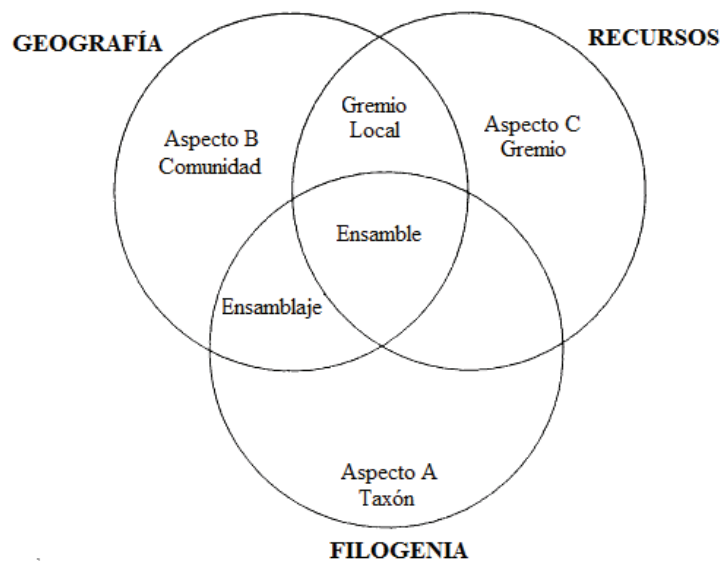 GEOGRAFÍA
RECURSOS
Gremio
Local
Aspecto B
Comunidad
Aspecto C
Gremio
Ensamble
Ensamblaje
Aspecto A
Taxón
FILOGENIA